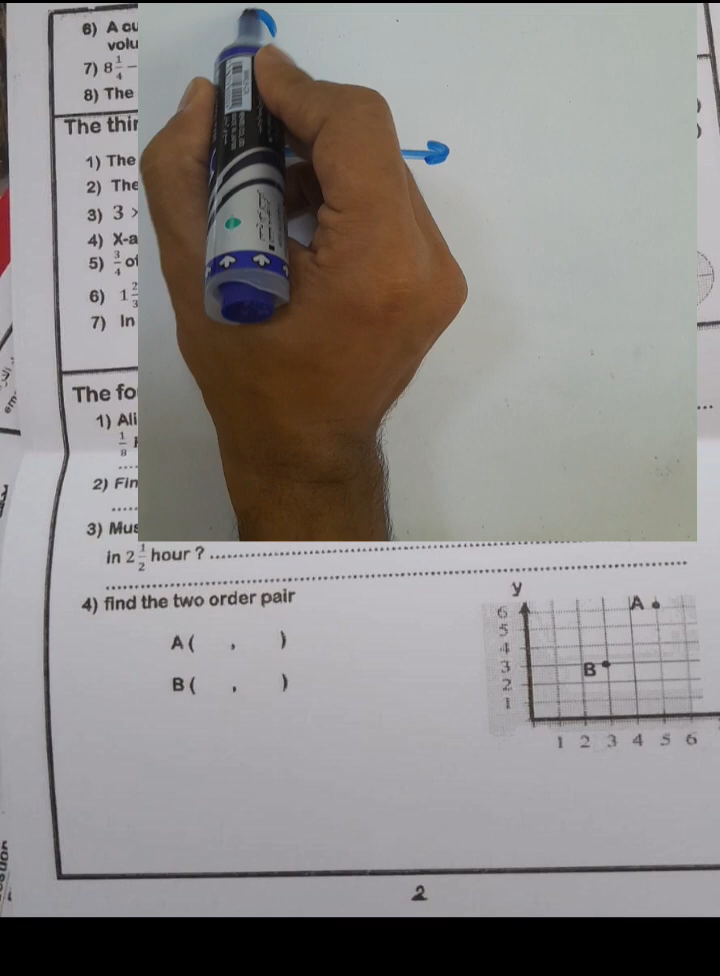 6) A cu
volu
7) 8 1/4 –
8) The
The thir
1) The
2) The
3) 3 ×
4) X-a
5) 3/4 of
6) 1 2/3
7) In
The fo
1) Ali
1/8
2) Fin
3) Mus
in 2 1/2 hour ?
4) find the two order pair
A ( , )
B ( , )
y
6
5
4
3
2
1
A
B
1 2 3 4 5 6
2